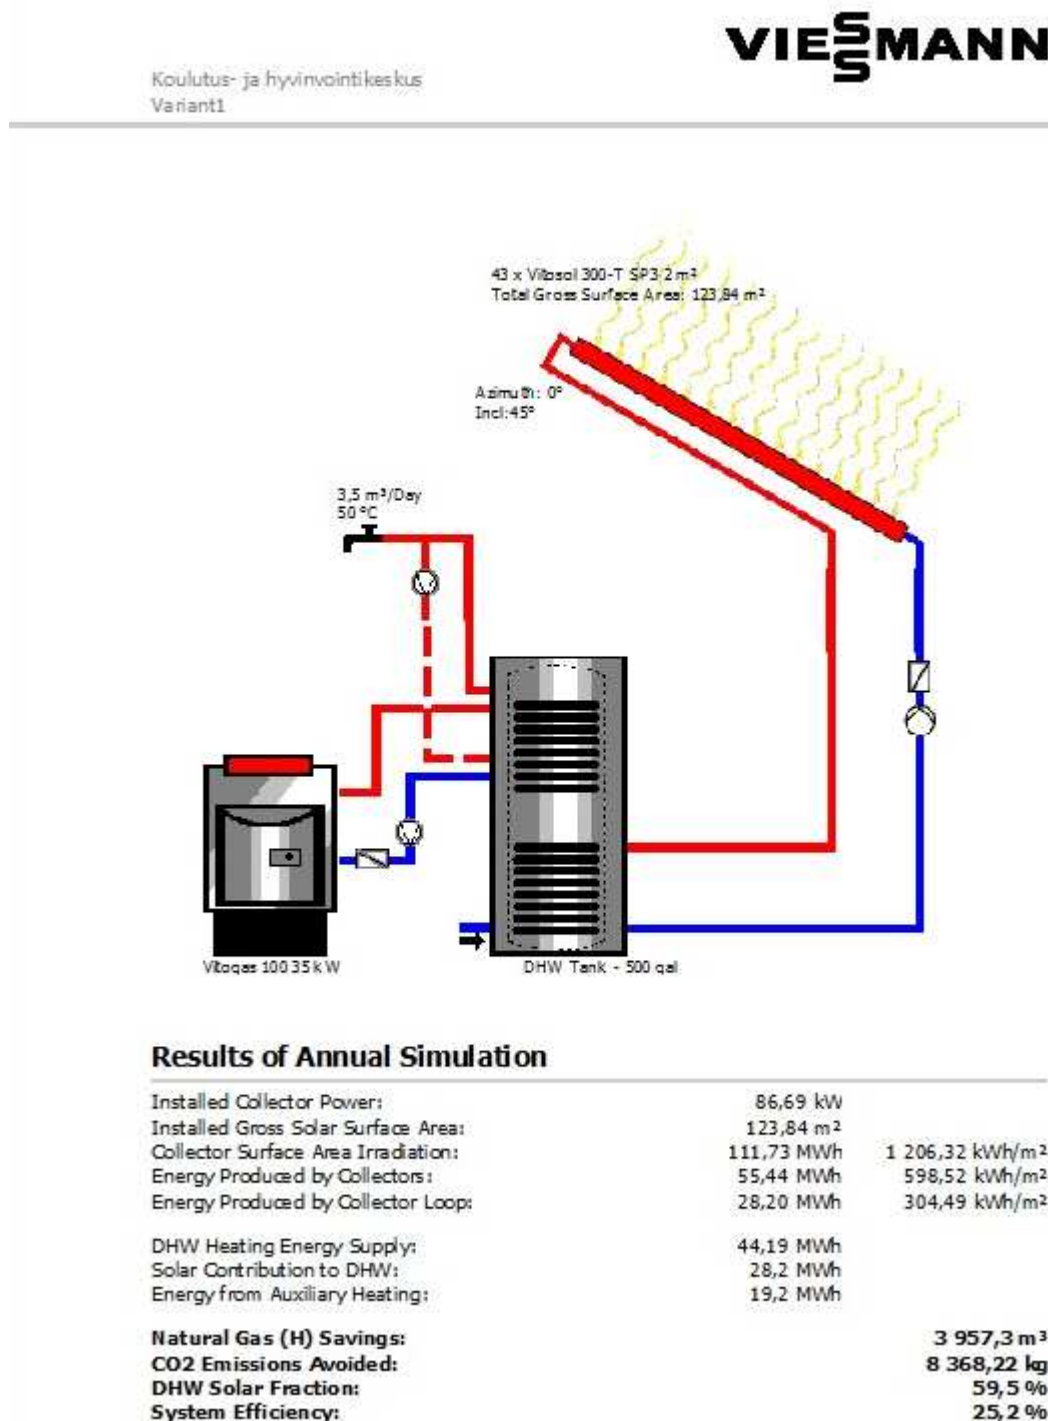 VIESSMANN
Koulutus- ja hyvinvointikeskus
Variant1
43 x Vitosol 300-T SP3 2 m²
Total Gross Surface Area: 123,84 m²
Azimuth: 0°
Incl:45°
3,5 m³/Day
50 °C
Vitogas 100 35 kW
DHW Tank - 500 gal
Results of Annual Simulation
Installed Collector Power: 86,69 kW
Installed Gross Solar Surface Area: 123,84 m²
Collector Surface Area Irradiation: 111,73 MWh 1 206,32 kWh/m²
Energy Produced by Collectors: 55,44 MWh 598,52 kWh/m²
Energy Produced by Collector Loop: 28,20 MWh 304,49 kWh/m²
DHW Heating Energy Supply: 44,19 MWh
Solar Contribution to DHW: 28,2 MWh
Energy from Auxiliary Heating: 19,2 MWh
Natural Gas (H) Savings: 3 957,3 m³
CO2 Emissions Avoided: 8 368,22 kg
DHW Solar Fraction: 59,5 %
System Efficiency: 25,2 %